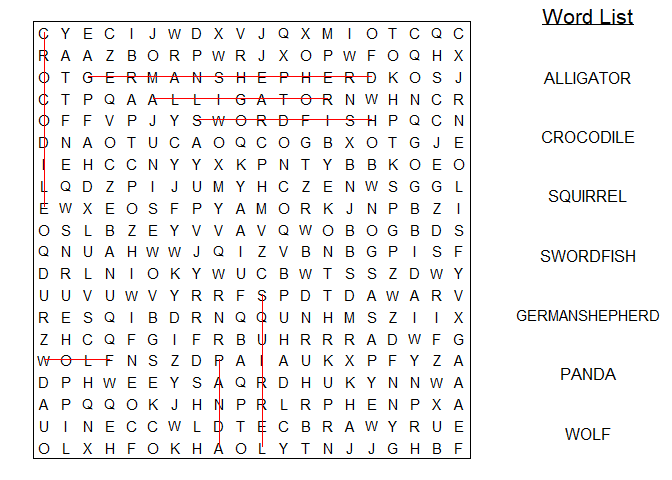 C Y E C I J W D X V J Q X M I O T C Q C
R A A Z B O R P W R J X O P W F O Q H X
O T G E R M A N S H E P H E R D K O S J
C T P Q A A L L I G A T O R N W H N C R
O F F V P J Y S W O R D F I S H P Q C N
D N A O T U C A O Q C O G B X O T G J E
I E H C C N Y Y X K P N T Y B B K O E O
L Q D Z P I J U M Y H C Z E N W S G G L
E W X E O S F P Y A M O R K J N P B Z I
O S L B Z E Y V V A V Q W O B O G B D S
Q N U A H W W J Q I Z V B N B G P I S F
D R L N I O K Y W U C B W T S S Z D W Y
U U V U W V Y R R F S P D T D A W A R V
R E S Q I B D R N Q Q U N H M S Z I I X
Z H C Q F G I F R B U H R R R A D W F G
W O L F N S Z D P A I A U K X P F Y Z A
D P H W E E Y S A Q R D H U K Y N N W A
A P Q Q O K J H N P R L R P H E N P X A
U I N E C C W L D T E C B R A W Y R U E
O L X H F O K H A O L Y T N J J G H B F
Word List
ALLIGATOR
CROCODILE
SQUIRREL
SWORDFISH
GERMANSHEPHERD
PANDA
WOLF